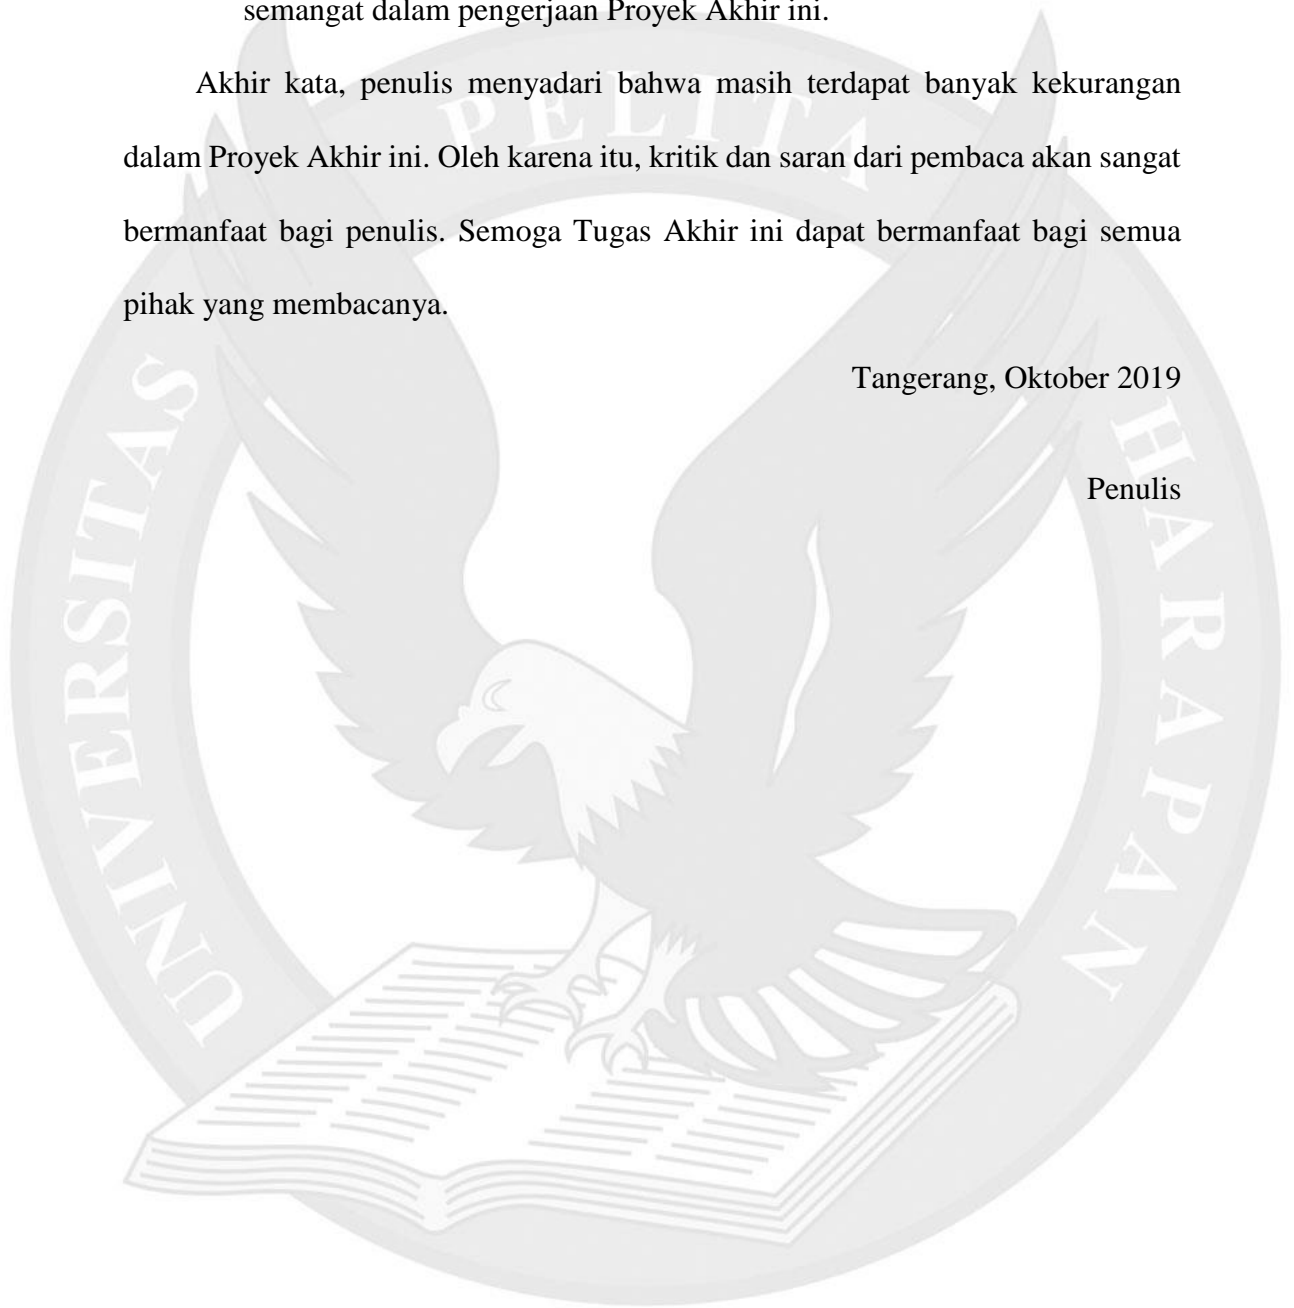 semangat dalam pengerjaan Proyek Akhir ini.
Akhir kata, penulis menyadari bahwa masih terdapat banyak kekurangan
dalam Proyek Akhir ini. Oleh karena itu, kritik dan saran dari pembaca akan sangat
bermanfaat bagi penulis. Semoga Tugas Akhir ini dapat bermanfaat bagi semua
pihak yang membacanya.
Tangerang, Oktober 2019
Penulis
UNIVERSITAS PELITA HARAPAN